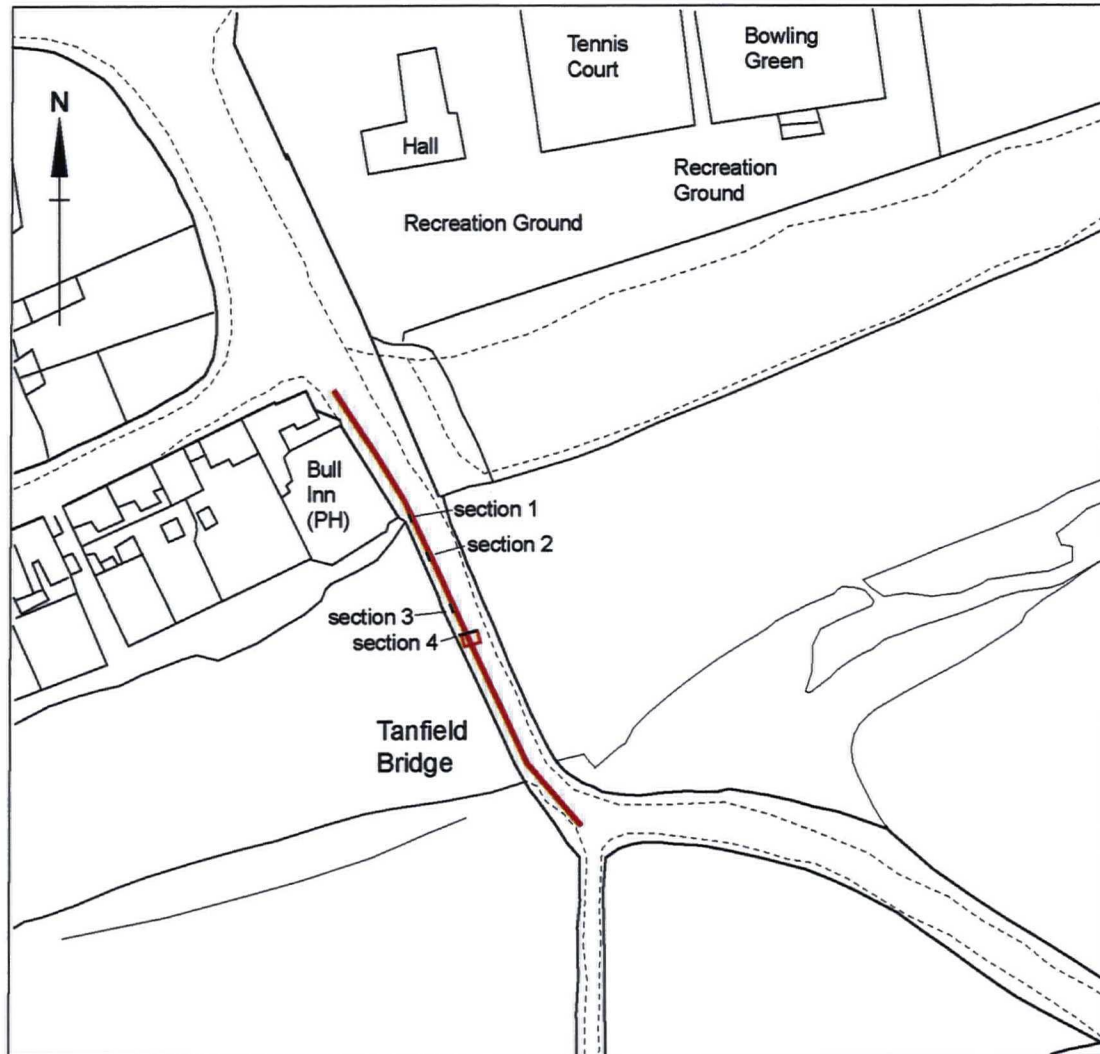 Tennis
Court
Bowling
Green
N
Hall
Recreation
Ground
Recreation Ground
Bull
Inn
(PH)
section 1
section 2
section 3
section 4
Tanfield
Bridge